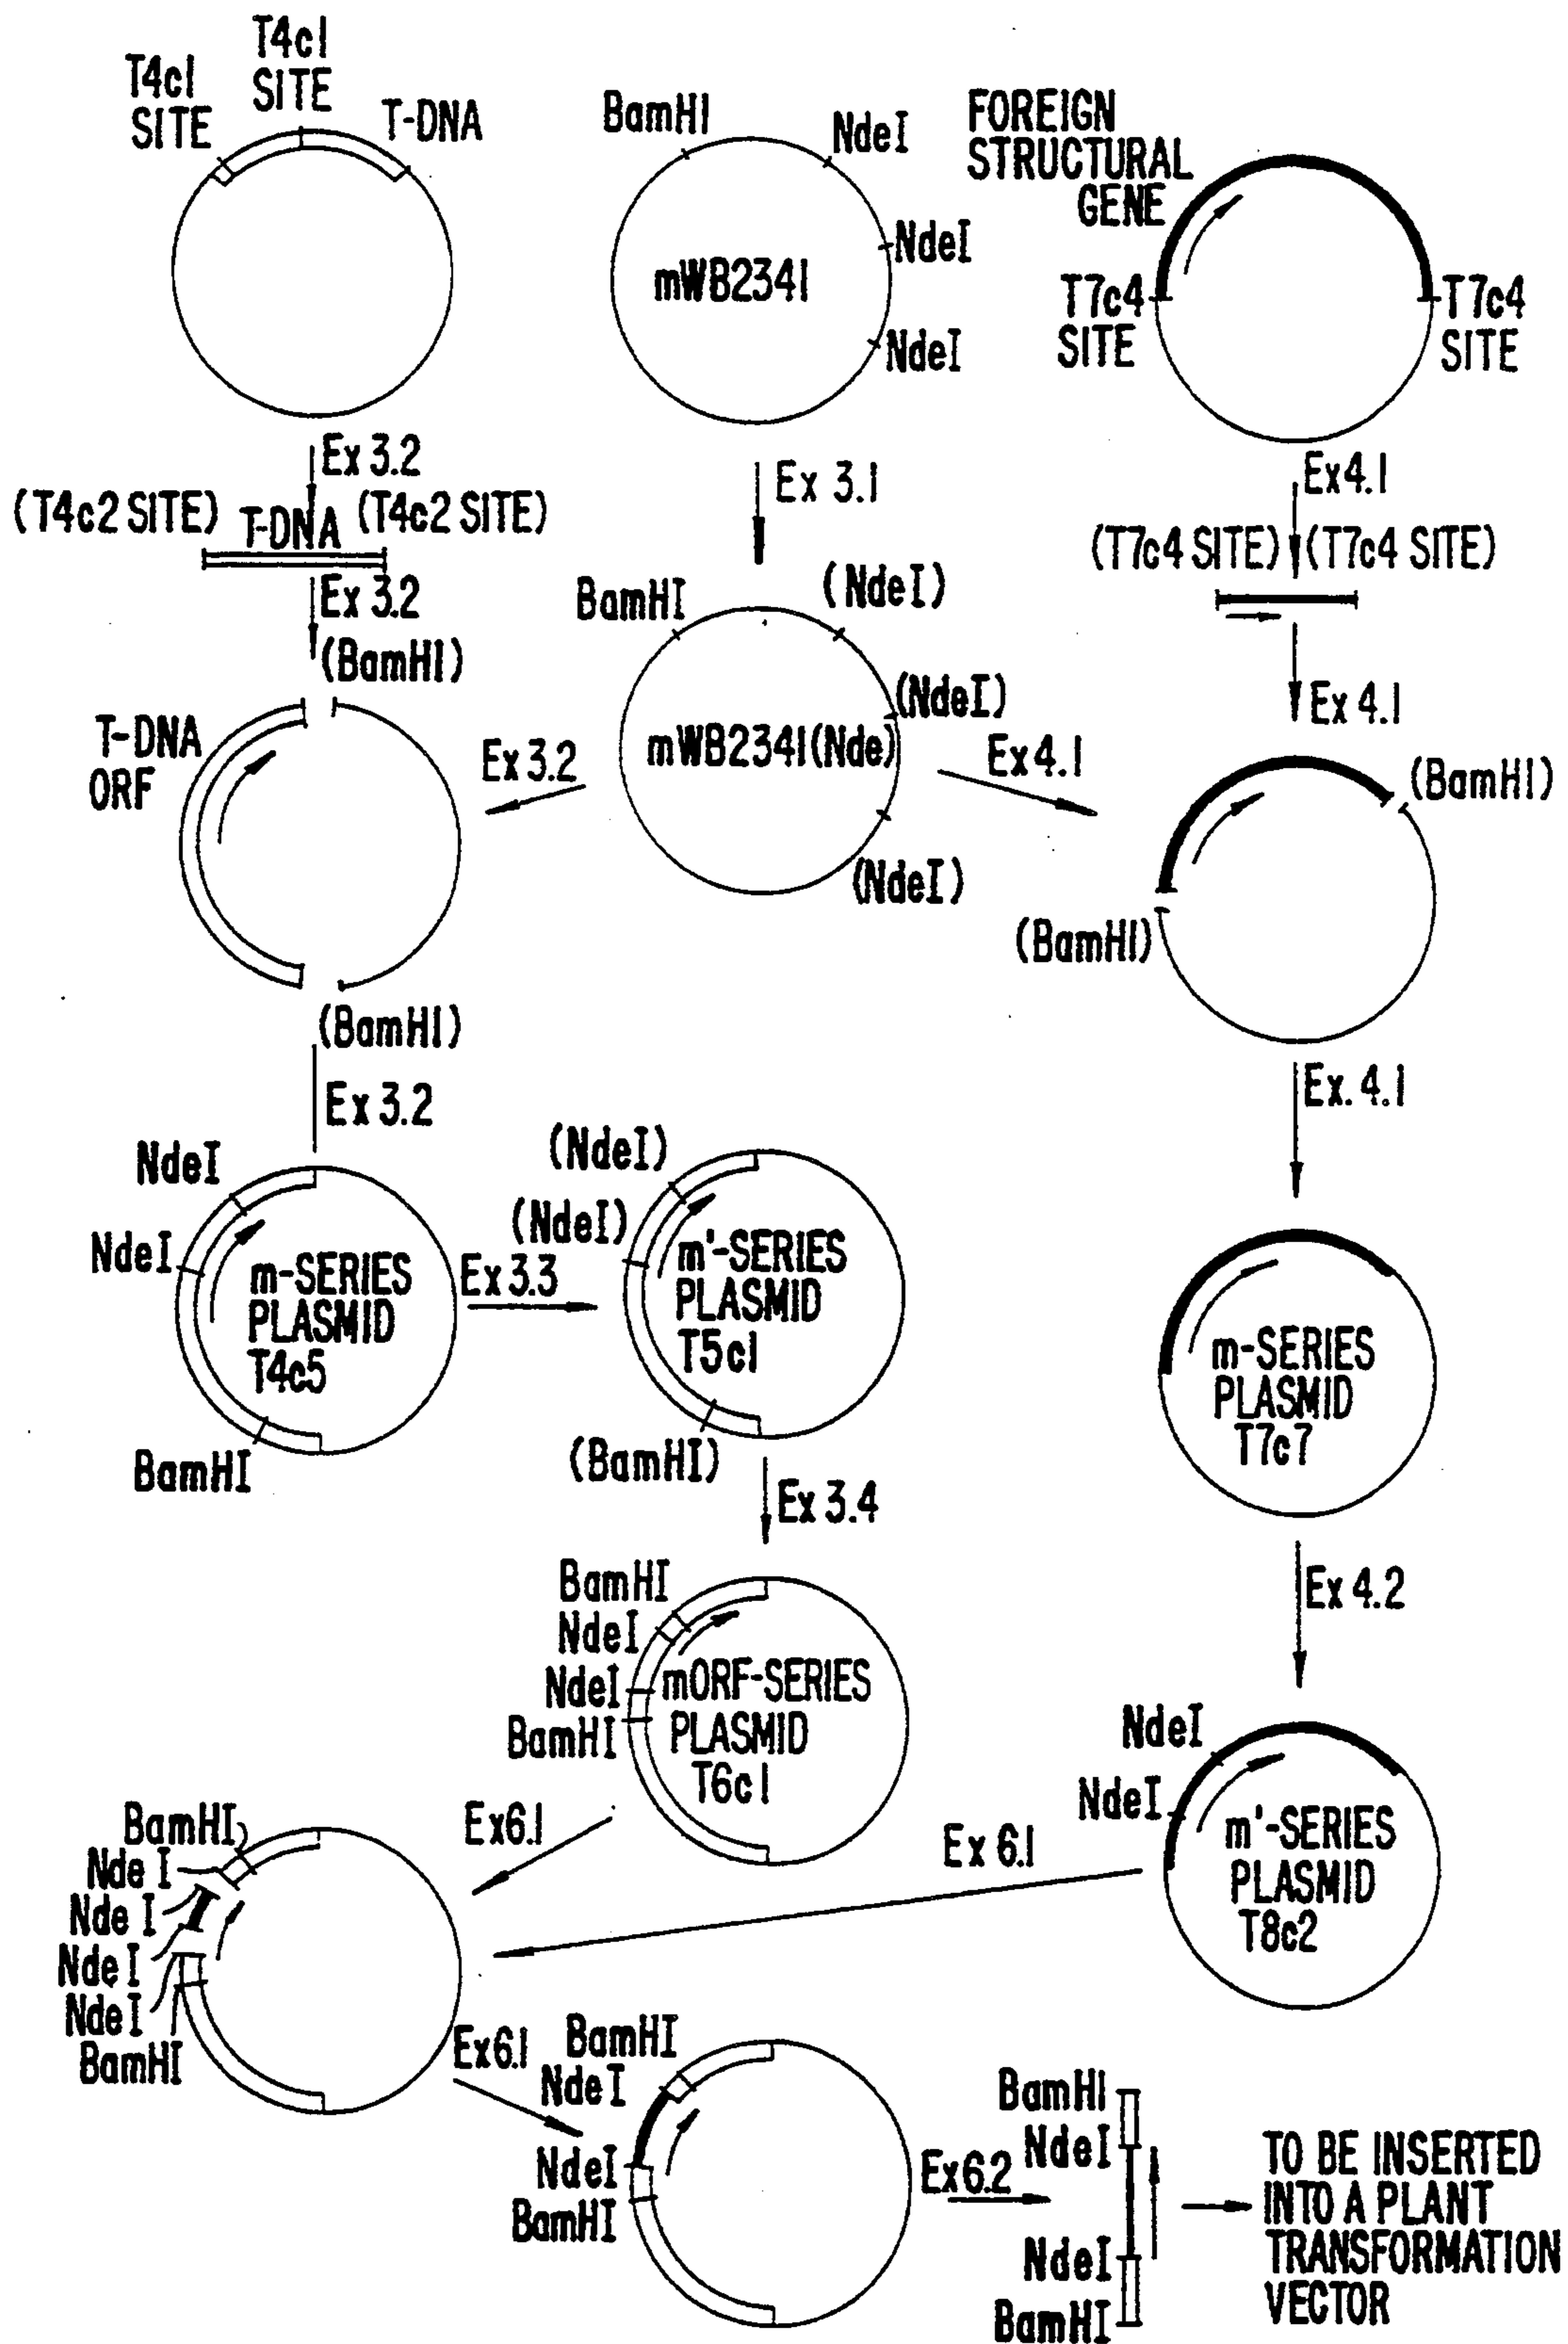 T4c1
SITE
T4c1
SITE
T-DNA
BamHI
NdeI
NdeI
NdeI
mWB2341
FOREIGN
STRUCTURAL
GENE
T7c4
SITE
T7c4
SITE
Ex 3.2
(T4c2 SITE) T-DNA (T4c2 SITE)
Ex 3.2
(BamHI)
Ex 3.1
Ex4.1
(T7c4 SITE) (T7c4 SITE)
Ex 4.1
BamHI
(NdeI)
(NdeI)
mWB2341(Nde)
(NdeI)
T-DNA
ORF
Ex 3.2
Ex4.1
(BamHI)
(BamHI)
(BamHI)
Ex 3.2
Ex. 4.1
NdeI
NdeI
m-SERIES
PLASMID
T4c5
BamHI
Ex3.3
(NdeI)
(NdeI)
m'-SERIES
PLASMID
T5c1
(BamHI)
m-SERIES
PLASMID
T7c7
Ex 3.4
Ex 4.2
BamHI
NdeI
NdeI
BamHI
mORF-SERIES
PLASMID
T6c1
NdeI
NdeI
m'-SERIES
PLASMID
T8c2
Ex6.1
Ex 6.1
BamHI
Nde I
Nde I
Nde I
Nde I
BamHI
Ex6.1
BamHI
NdeI
NdeI
BamHI
Ex6.2
BamHI
NdeI
NdeI
BamHI
TO BE INSERTED
INTO A PLANT
TRANSFORMATION
VECTOR